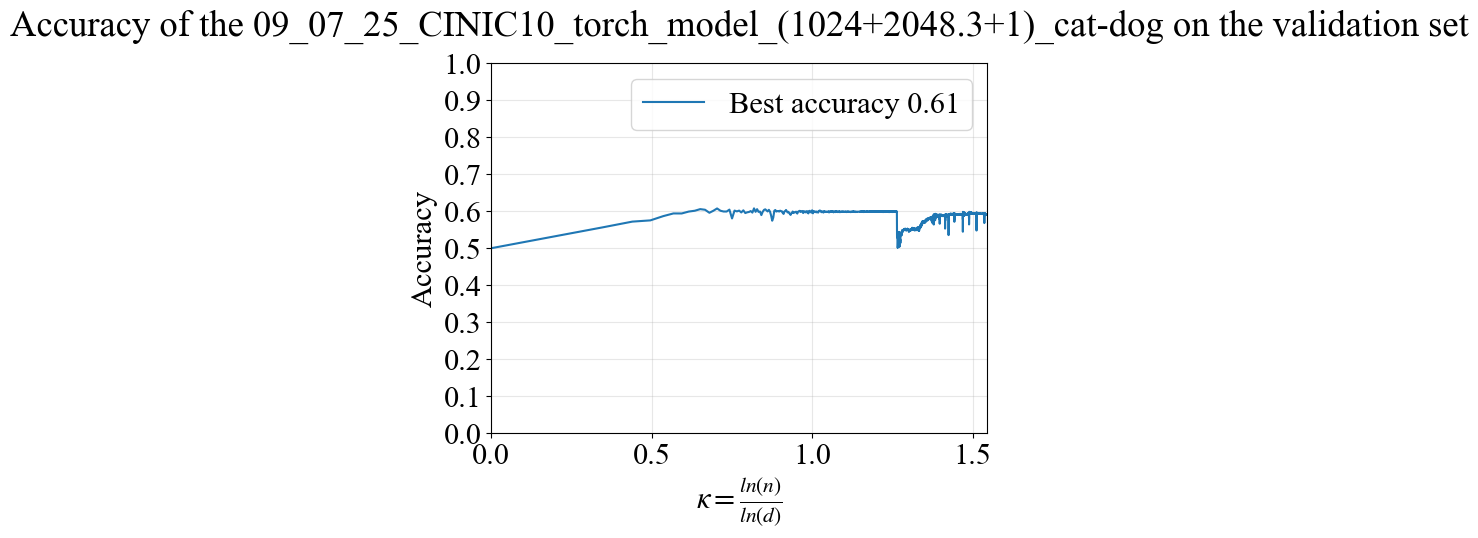 Accuracy of the 09_07_25_CINIC10_torch_model_(1024+2048.3+1)_cat-dog on the validation set
1.0
0.9
0.8
0.7
0.6
0.5
0.4
0.3
0.2
0.1
0.0
Accuracy
Best accuracy 0.61
0.0 0.5 1.0 1.5
κ = ln(n)/ln(d)